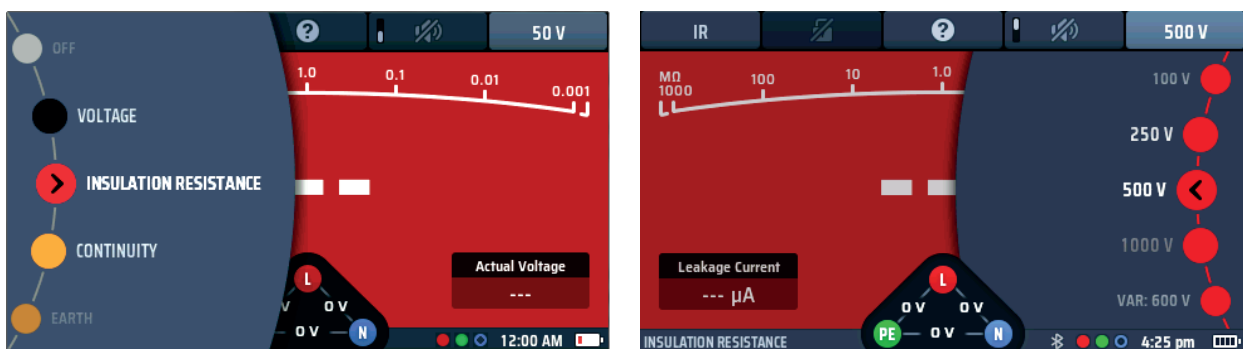 OFF
VOLTAGE
INSULATION RESISTANCE
CONTINUITY
EARTH
?
50 V
1.0 0.1 0.01 0.001
Actual Voltage
---
L
V 0 V
0 V N
12:00 AM
IR ? 500 V
MΩ
1000 100 10 1.0
100 V
250 V
500 V
1000 V
VAR: 600 V
Leakage Current
--- µA
L
0 V 0 V
PE 0 V N
INSULATION RESISTANCE 4:25 pm